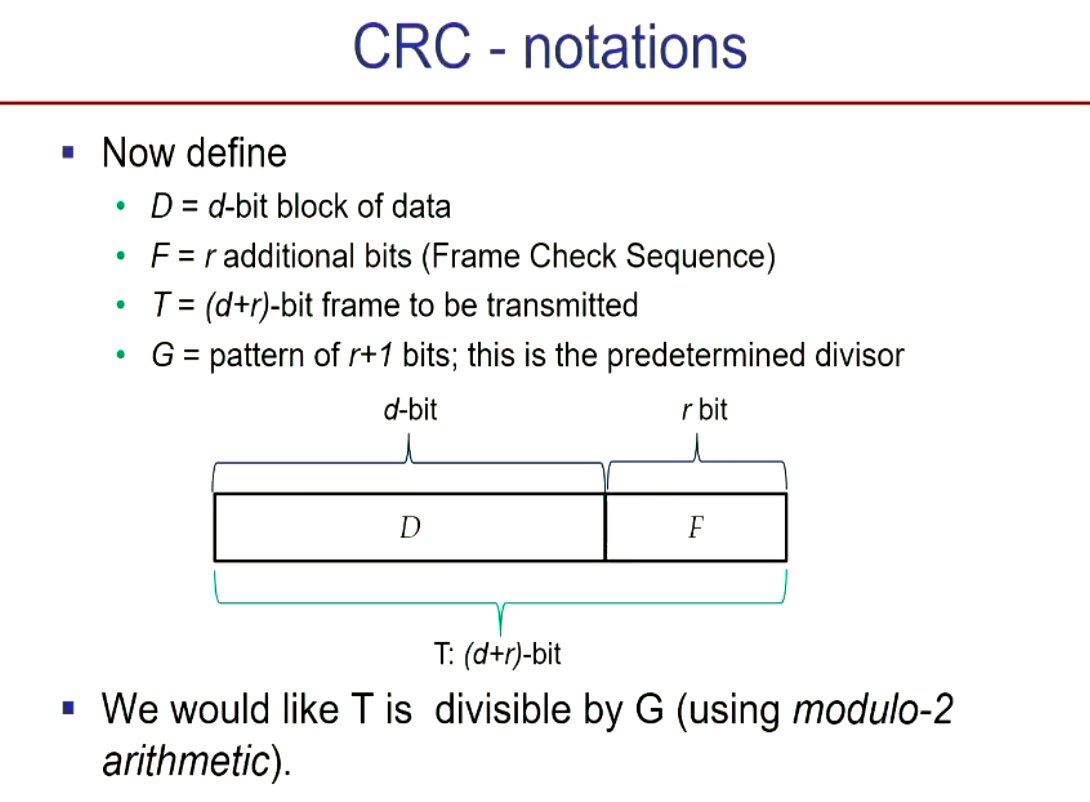 CRC - notations
▪ Now define
• D = d-bit block of data
• F = r additional bits (Frame Check Sequence)
• T = (d+r)-bit frame to be transmitted
• G = pattern of r+1 bits; this is the predetermined divisor
d-bit r bit
D F
T: (d+r)-bit
▪ We would like T is divisible by G (using modulo-2
arithmetic).